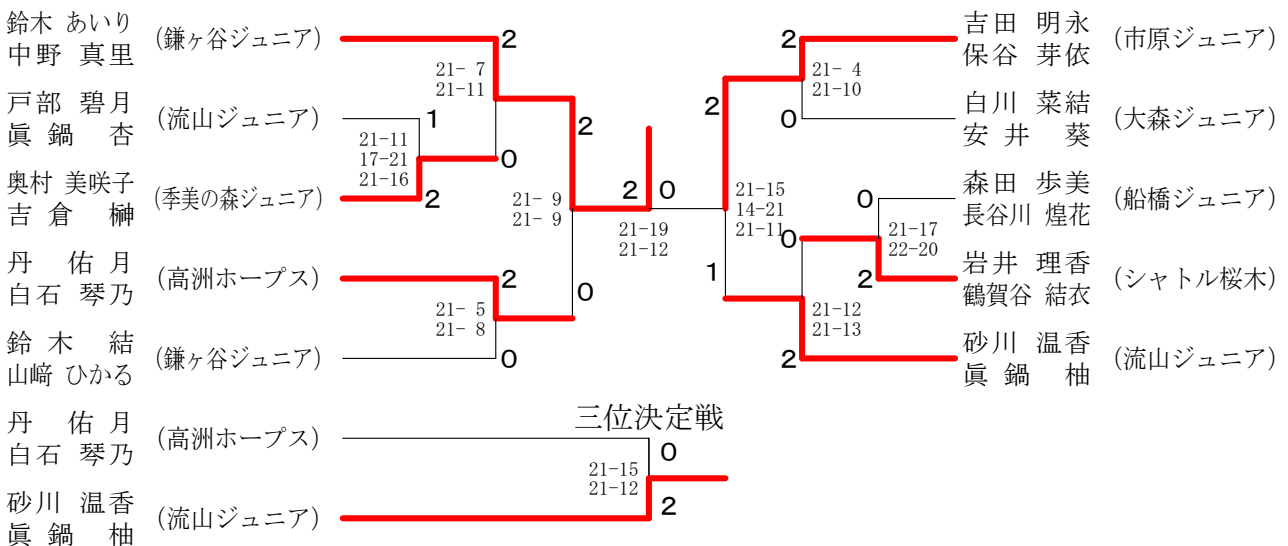 鈴木 あいり
中野 真里
(鎌ヶ谷ジュニア)
戸部 碧月
眞鍋 杏
(流山ジュニア)
奥村 美咲子
吉倉 榊
(季美の森ジュニア)
丹 佑月
白石 琴乃
(高洲ホープス)
鈴木 結
山﨑 ひかる
(鎌ヶ谷ジュニア)
2
21- 7
21-11
0
1
21-11
17-21
21-16
2
2
21- 9
21- 9
0
2
21- 5
21- 8
0
2 0
21-19
21-12
吉田 明永
保谷 芽依
(市原ジュニア)
白川 菜結
安井 葵
(大森ジュニア)
森田 歩美
長谷川 煌花
(船橋ジュニア)
岩井 理香
鶴賀谷 結衣
(シャトル桜木)
砂川 温香
眞鍋 柚
(流山ジュニア)
2
21- 4
21-10
0
2
21-15
14-21
21-11
1
0
21-17
22-20
2
0
21-12
21-13
2
三位決定戦
丹 佑月
白石 琴乃
(高洲ホープス)
砂川 温香
眞鍋 柚
(流山ジュニア)
0
21-15
21-12
2